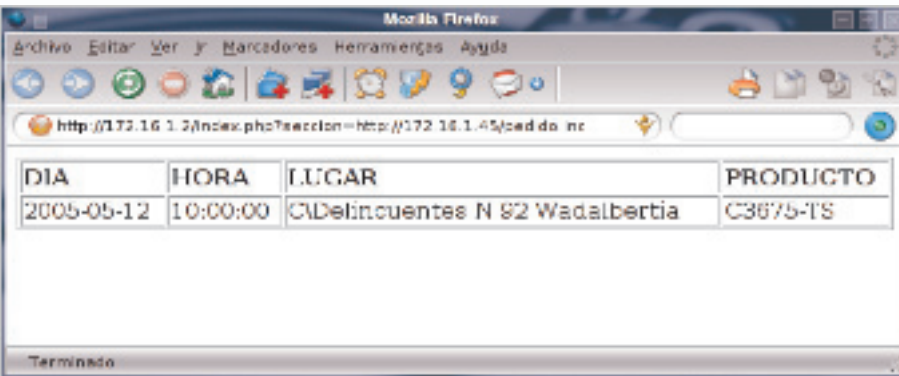 Mozilla Firefox
Archivo Editar Ver Ir Marcadores Herramientas Ayuda
http://172.16.1.2/index.php?seccion=http://172.16.1.45/pedido.inc
DIA HORA LUGAR PRODUCTO
2005-05-12 10:00:00 C\Delincuentes N 92 Wadalbertia C3675-TS
Terminado